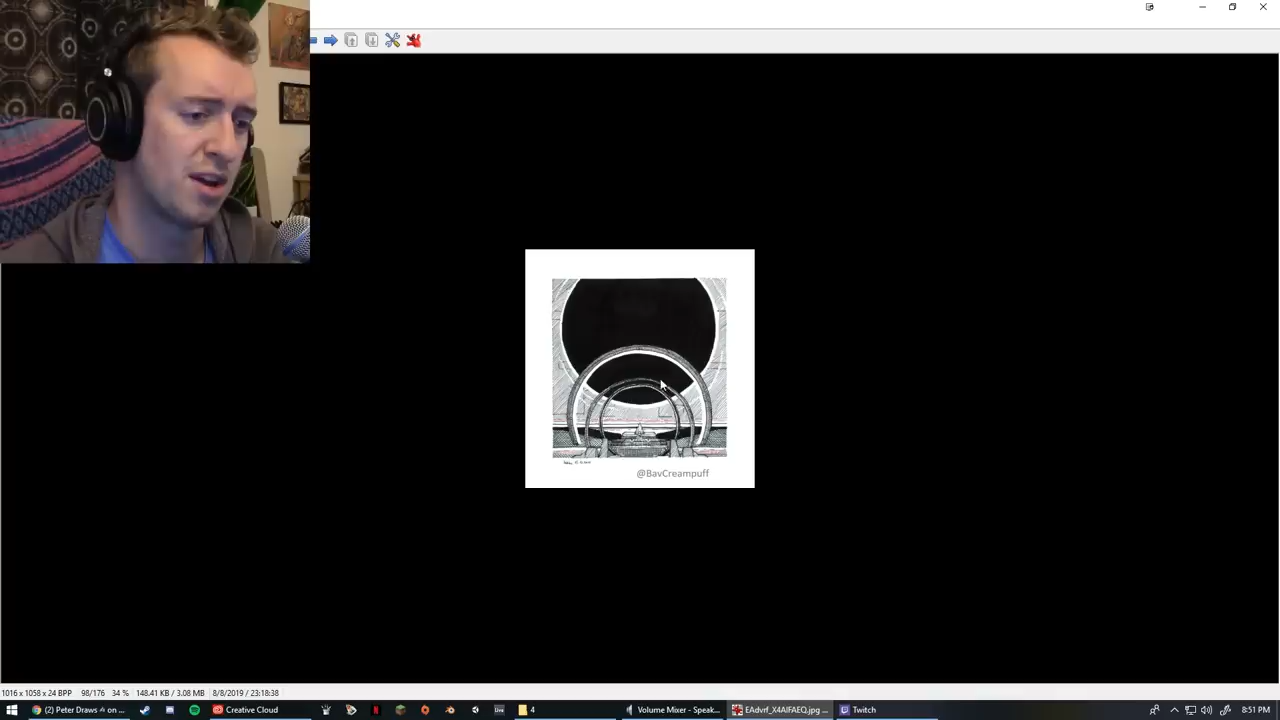 @BavCreampuff
1016 x 1058 x 24 BPP 98/176 34 % 148.41 KB / 3.08 MB 8/8/2019 / 23:18:38
(2) Peter Draws on ... Creative Cloud Live 4 Volume Mixer - Speak... EAdvrf_X4AIFAEQ.jpg ... Twitch 8:51 PM